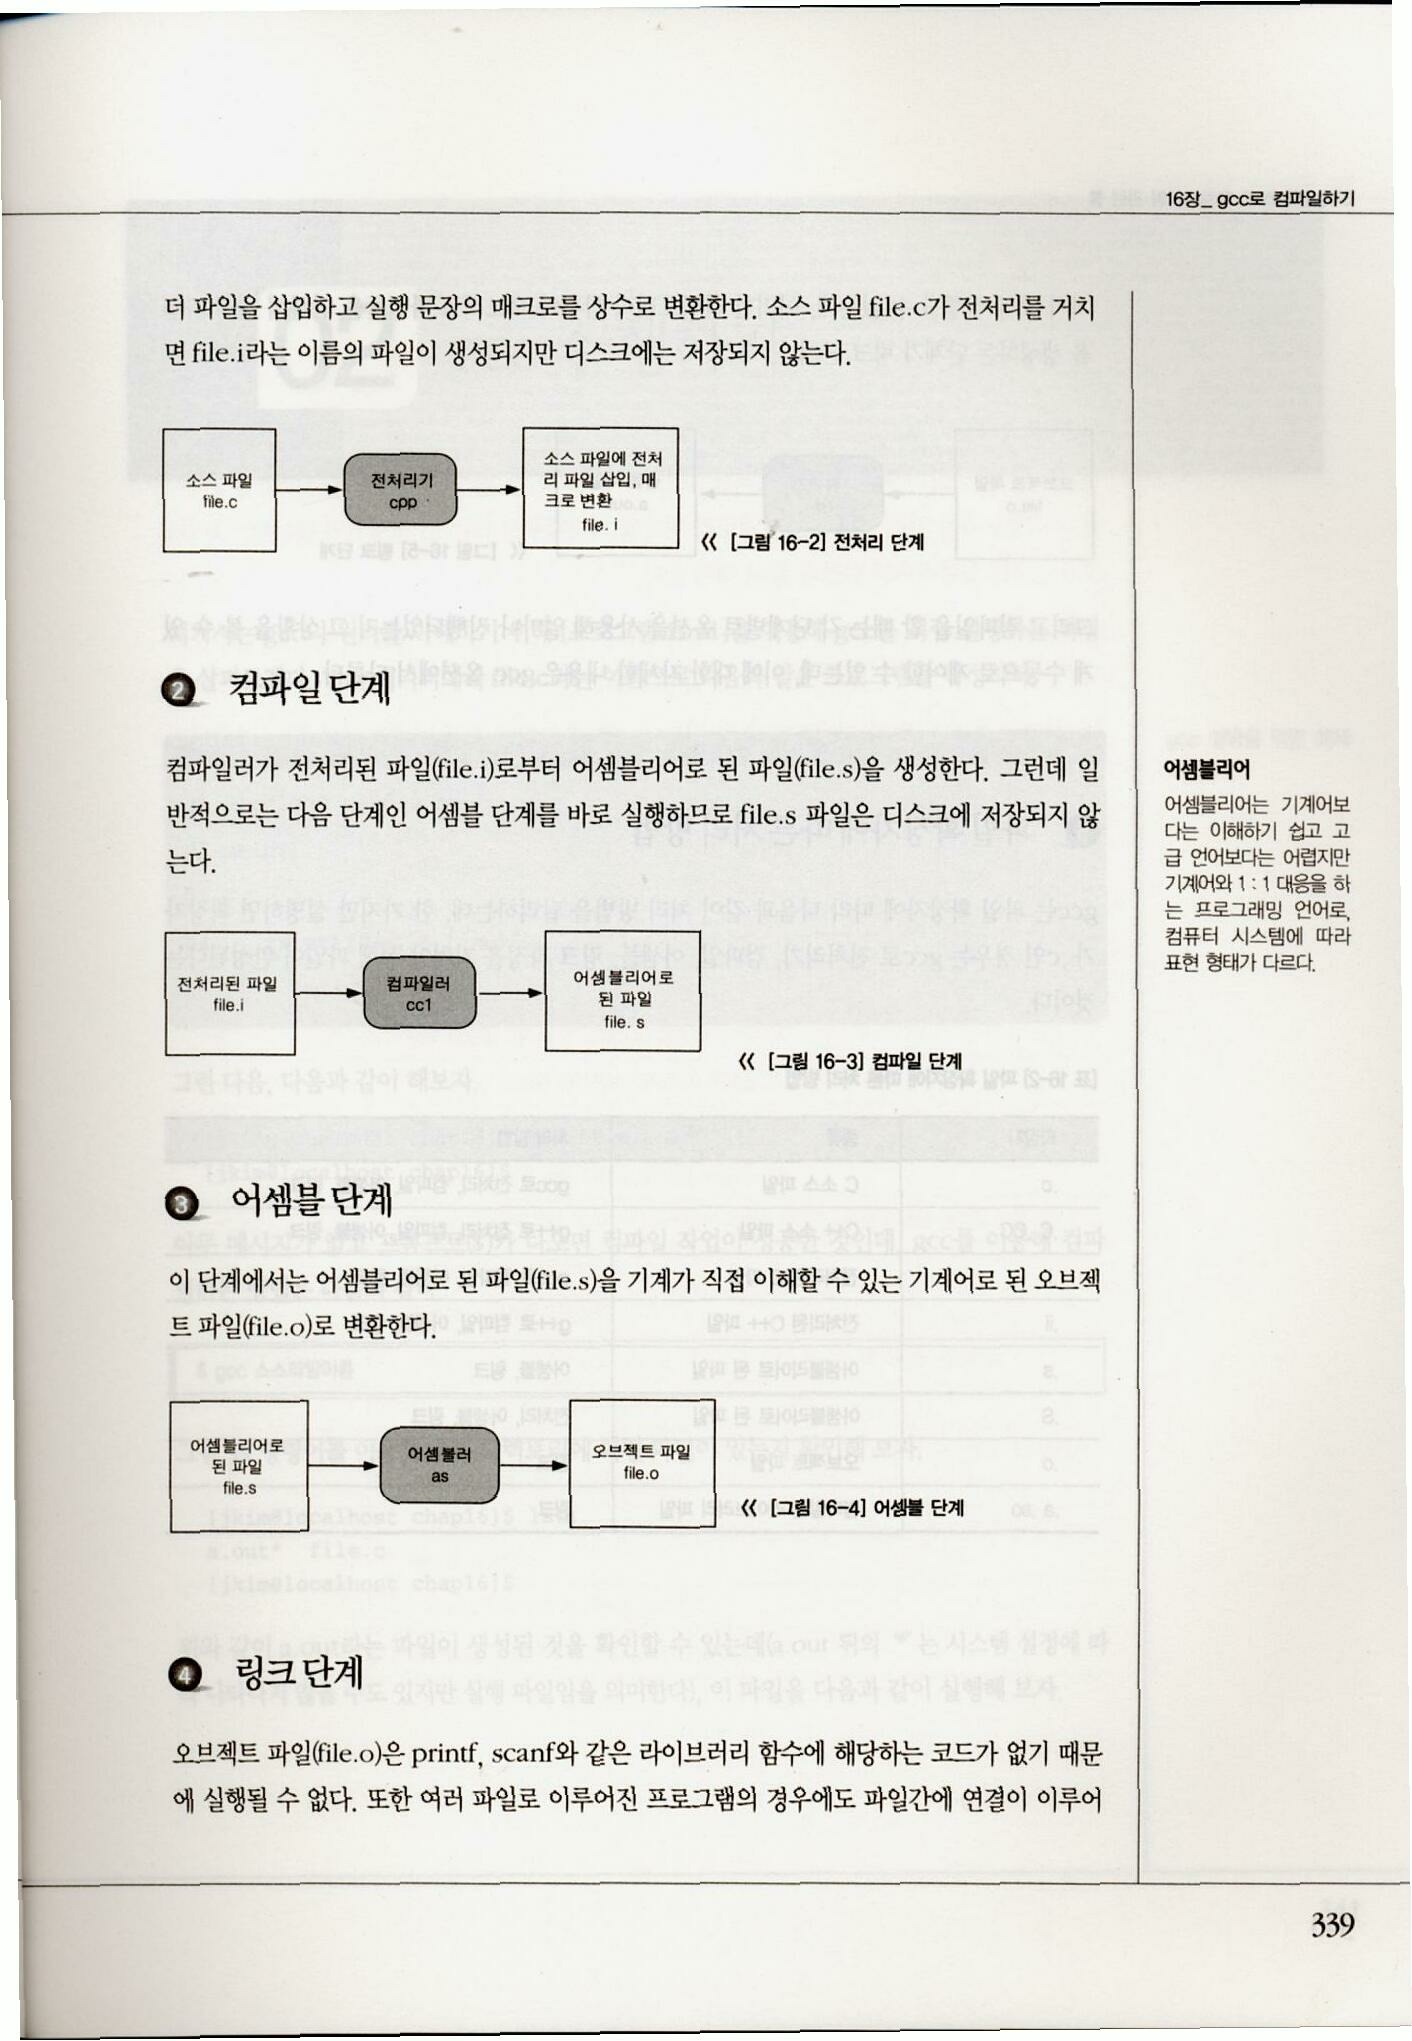 16장_ gcc로 컴파일하기
더 파일을 삽입하고 실행 문장의 매크로를 상수로 변환한다. 소스 파일 file.c가 전처리를 거치
면 file.i라는 이름의 파일이 생성되지만 디스크에는 저장되지 않는다.
소스 파일
file.c
전처리기
cpp
소스 파일에 전처
리 파일 삽입, 매
크로 변환
file. i
《 [그림 16-2] 전처리 단계
❷ 컴파일 단계
컴파일러가 전처리된 파일(file.i)로부터 어셈블리어로 된 파일(file.s)을 생성한다. 그런데 일
반적으로는 다음 단계인 어셈블 단계를 바로 실행하므로 file.s 파일은 디스크에 저장되지 않
는다.
전처리된 파일
file.i
컴파일러
cc1
어셈블리어로
된 파일
file. s
《 [그림 16-3] 컴파일 단계
어셈블리어
어셈블리어는 기계어보
다는 이해하기 쉽고 고
급 언어보다는 어렵지만
기계어와 1 : 1 대응을 하
는 프로그래밍 언어로,
컴퓨터 시스템에 따라
표현 형태가 다르다.
❸ 어셈블 단계
이 단계에서는 어셈블리어로 된 파일(file.s)을 기계가 직접 이해할 수 있는 기계어로 된 오브젝
트 파일(file.o)로 변환한다.
어셈블리어로
된 파일
file.s
어셈블러
as
오브젝트 파일
file.o
《 [그림 16-4] 어셈블 단계
❹ 링크 단계
오브젝트 파일(file.o)은 printf, scanf와 같은 라이브러리 함수에 해당하는 코드가 없기 때문
에 실행될 수 없다. 또한 여러 파일로 이루어진 프로그램의 경우에도 파일간에 연결이 이루어
339